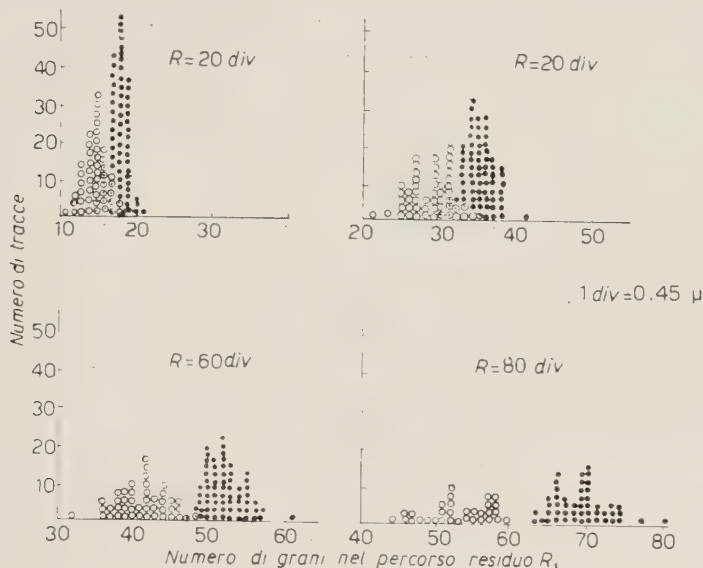 Numero di tracce
50
40
30
20
10
R=20 div
10 20 30
R=20 div
20 30 40 50
1 div=0.45 μ
50
40
30
20
10
R=60 div
30 40 50 60
R=80 div
40 50 60 70 80
Numero di grani nel percorso residuo R,